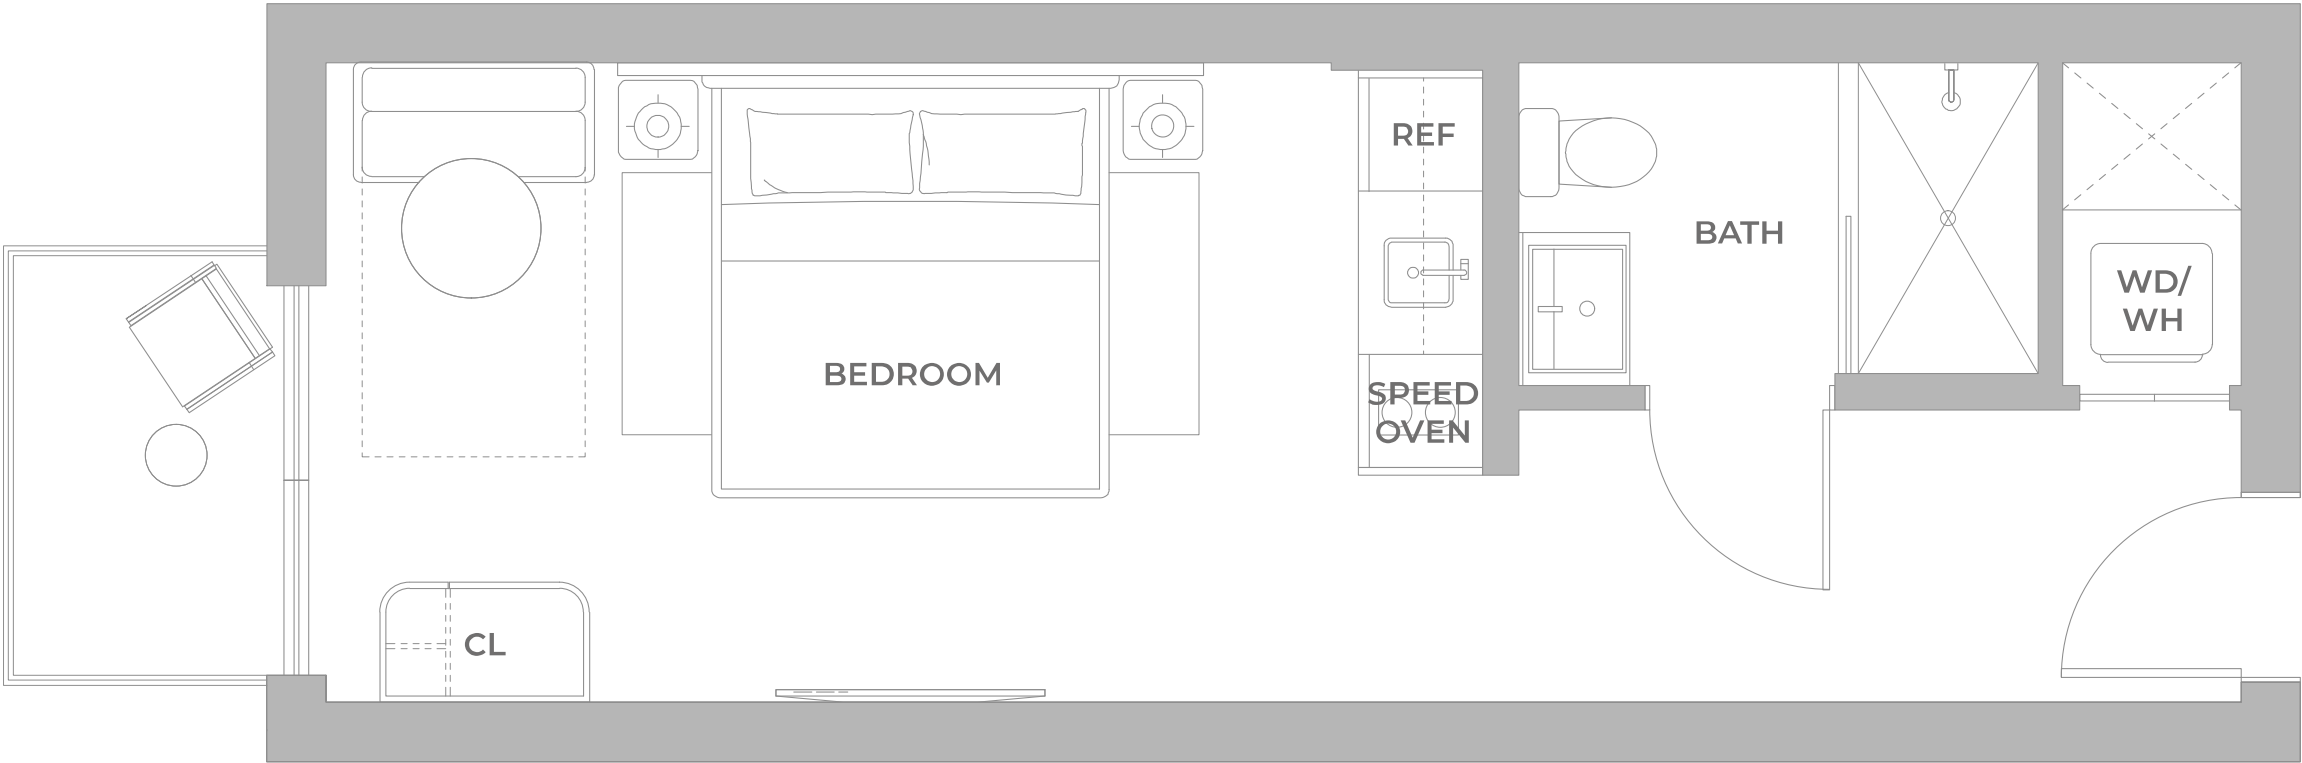 REF
BATH
WD/
WH
BEDROOM
SPEED
OVEN
CL